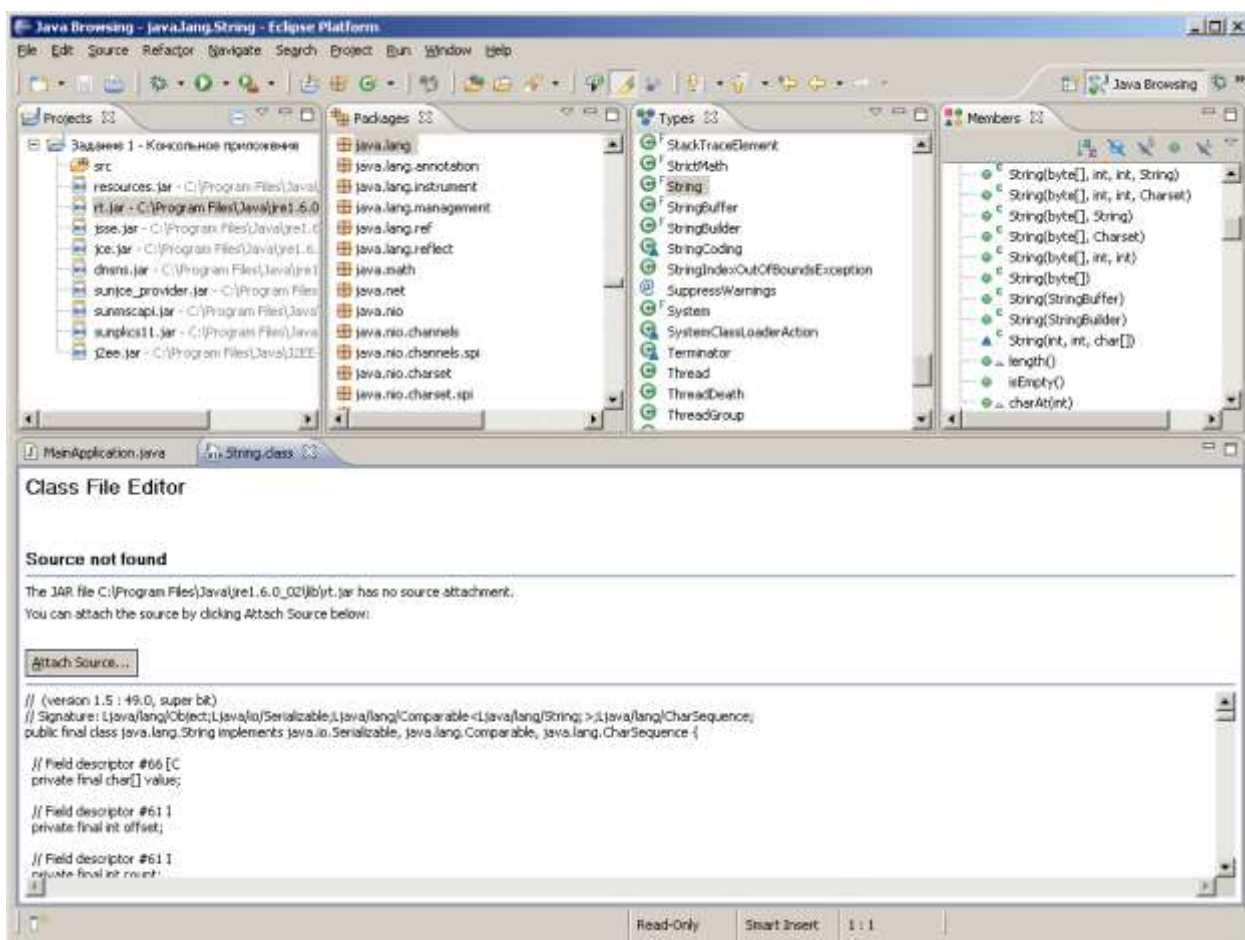 Java Browsing - java.lang.String - Eclipse Platform
File Edit Source Refactor Navigate Search Project Run Window Help
Java Browsing
Projects
Задание 1 - Консольное приложение
src
resources.jar - C:\Program Files\Java\
rt.jar - C:\Program Files\Java\jre1.6.0
jsse.jar - C:\Program Files\Java\jre1.6
jce.jar - C:\Program Files\Java\jre1.6.
dnsns.jar - C:\Program Files\Java\jre1
sunjce_provider.jar - C:\Program Files
sunmscapi.jar - C:\Program Files\Java\
sunpkcs11.jar - C:\Program Files\Java
j2ee.jar - C:\Program Files\Java\J2EE-
Packages
java.lang
java.lang.annotation
java.lang.instrument
java.lang.management
java.lang.ref
java.lang.reflect
java.math
java.net
java.nio
java.nio.channels
java.nio.channels.spi
java.nio.charset
java.nio.charset.spi
Types
StackTraceElement
StrictMath
String
StringBuffer
StringBuilder
StringCoding
StringIndexOutOfBoundsException
SuppressWarnings
System
SystemClassLoaderAction
Terminator
Thread
ThreadDeath
ThreadGroup
Members
String(byte[], int, int, String)
String(byte[], int, int, Charset)
String(byte[], String)
String(byte[], Charset)
String(byte[], int, int)
String(byte[])
String(StringBuffer)
String(StringBuilder)
String(int, int, char[])
length()
isEmpty()
charAt(int)
MainApplication.java
String.class
Class File Editor
Source not found
The JAR file C:\Program Files\Java\jre1.6.0_02\lib\rt.jar has no source attachment.
You can attach the source by clicking Attach Source below:
Attach Source...
// (version 1.5 : 49.0, super bit)
// Signature: Ljava/lang/Object;Ljava/io/Serializable;Ljava/lang/Comparable<Ljava/lang/String;>;Ljava/lang/CharSequence;
public final class java.lang.String implements java.io.Serializable, java.lang.Comparable, java.lang.CharSequence {
// Field descriptor #66 [C
private final char[] value;
// Field descriptor #61 I
private final int offset;
// Field descriptor #61 I
private final int count;
Read-Only
Smart Insert
1 : 1